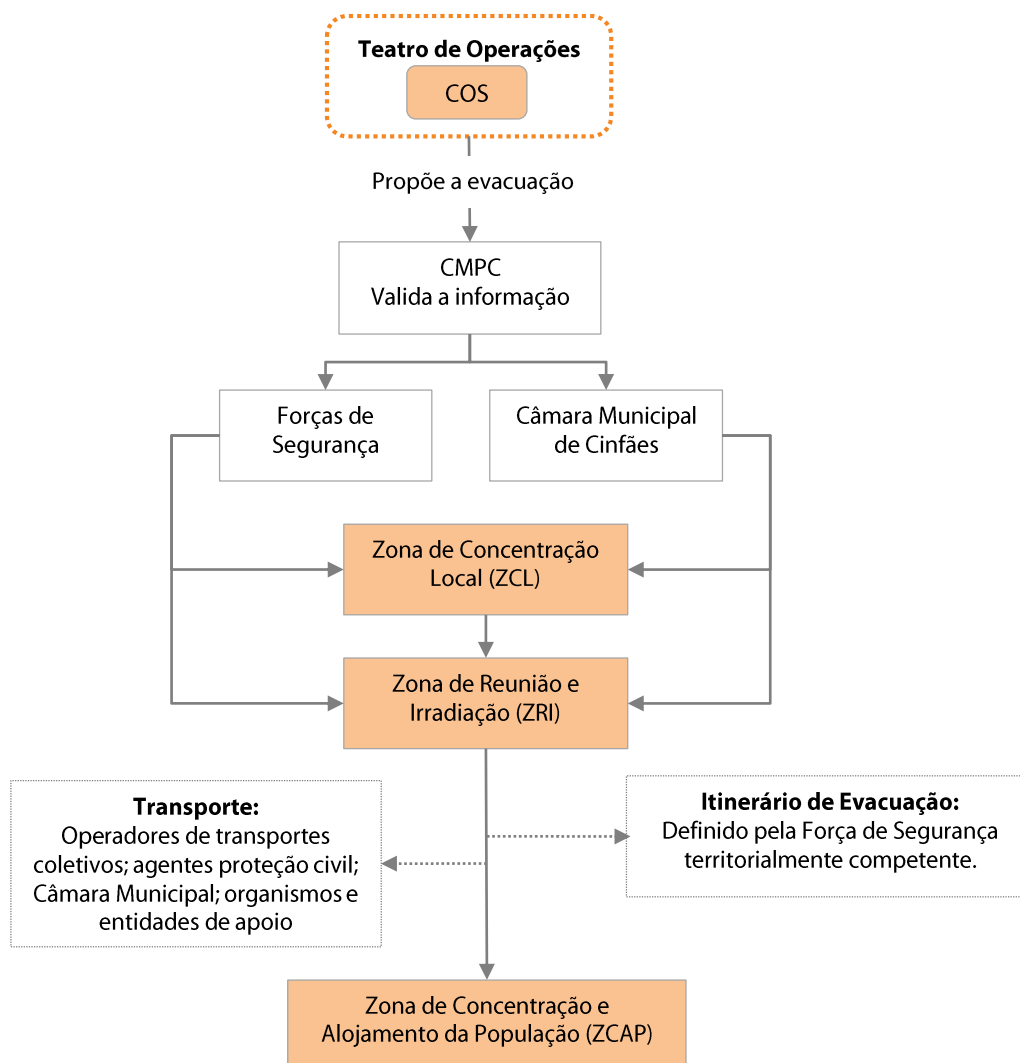 Teatro de Operações
COS
Propõe a evacuação
CMPC
Valida a informação
Forças de
Segurança
Câmara Municipal
de Cinfães
Zona de Concentração
Local (ZCL)
Zona de Reunião e
Irradiação (ZRI)
Transporte:
Operadores de transportes
coletivos; agentes proteção civil;
Câmara Municipal; organismos e
entidades de apoio
Itinerário de Evacuação:
Definido pela Força de Segurança
territorialmente competente.
Zona de Concentração e
Alojamento da População (ZCAP)